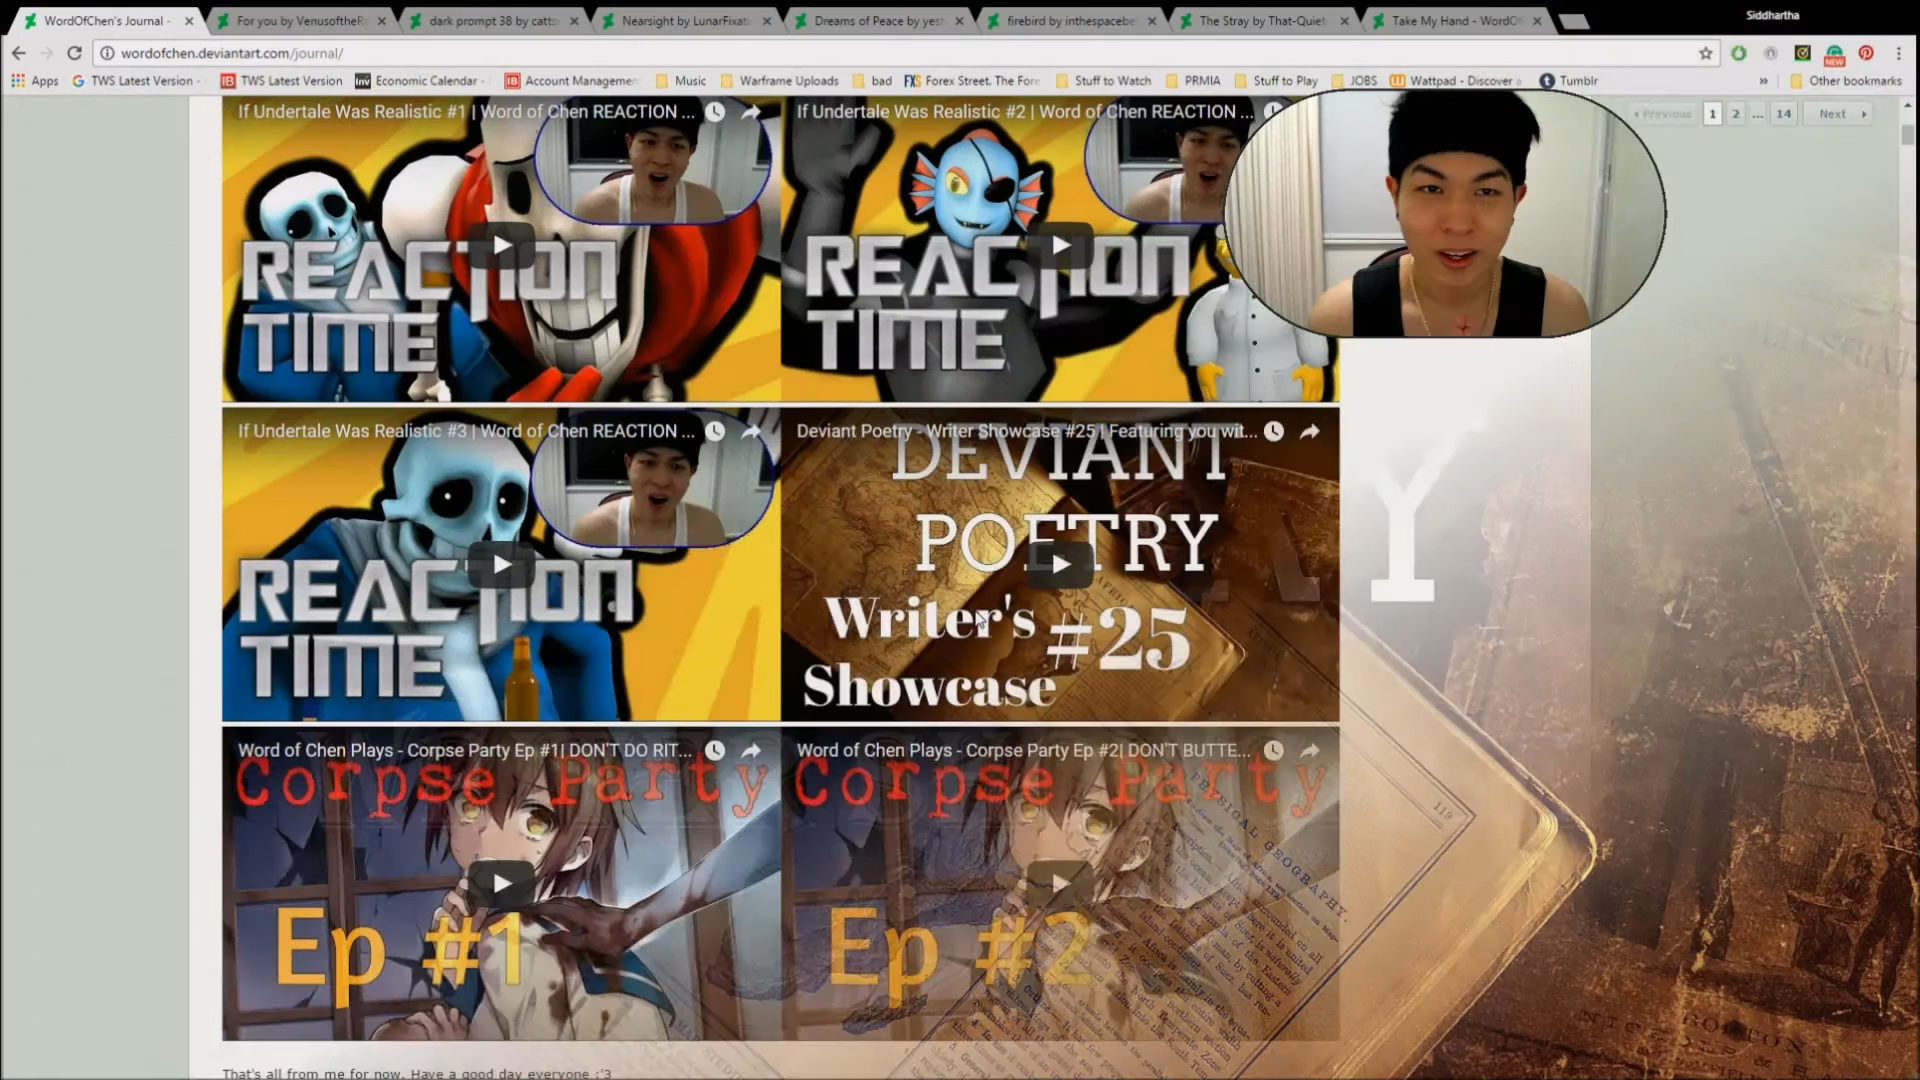 WordOfChen's Journal -
For you by VenusoftheRa
dark prompt 38 by catts
Nearsight by LunarFixat
Dreams of Peace by yest
firebird by inthespacebe
The Stray by That-Quiet
Take My Hand - WordO
Siddhartha
wordofchen.deviantart.com/journal/
NEW
Apps
TWS Latest Version -
TWS Latest Version
Economic Calendar -
Account Managemen
Music
Warframe Uploads
bad
Forex Street. The Fore
Stuff to Watch
PRMIA
Stuff to Play
JOBS
Wattpad - Discover
Tumblr
»
Other bookmarks
Previous 1 2 ... 14 Next
If Undertale Was Realistic #1 | Word of Chen REACTION ...
REACTION
TIME
If Undertale Was Realistic #2 | Word of Chen REACTION ...
REACTION
TIME
If Undertale Was Realistic #3 | Word of Chen REACTION ...
REACTION
TIME
Deviant Poetry - Writer Showcase #25 | Featuring you wit...
DEVIANT
POETRY
Writer's
Showcase
#25
Y
Word of Chen Plays - Corpse Party Ep #1| DON'T DO RIT...
Corpse Party
Ep #1
Word of Chen Plays - Corpse Party Ep #2| DON'T BUTTE...
Corpse Party
Ep #2
119
PHYSICAL GEOGRAPHY.
That's all from me for now. Have a good day everyone :'3